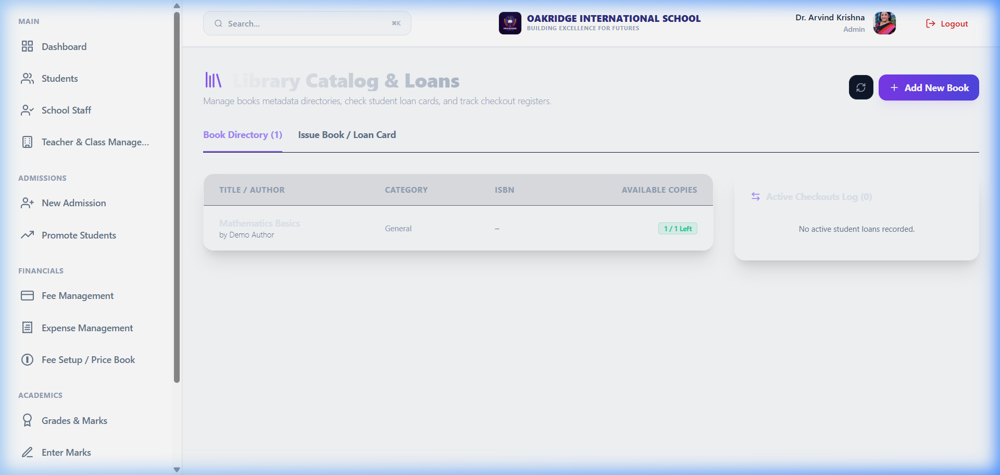 MAIN
Dashboard
Students
School Staff
Teacher & Class Manage...
ADMISSIONS
New Admission
Promote Students
FINANCIALS
Fee Management
Expense Management
Fee Setup / Price Book
ACADEMICS
Grades & Marks
Enter Marks
Search...
⌘K
OAKRIDGE INTERNATIONAL SCHOOL
BUILDING EXCELLENCE FOR FUTURES
Dr. Arvind Krishna
Admin
Logout
Library Catalog & Loans
Manage books metadata directories, check student loan cards, and track checkout registers.
Add New Book
Book Directory (1)
Issue Book / Loan Card
TITLE / AUTHOR
CATEGORY
ISBN
AVAILABLE COPIES
Mathematics Basics
by Demo Author
General
–
1 / 1 Left
Active Checkouts Log (0)
No active student loans recorded.